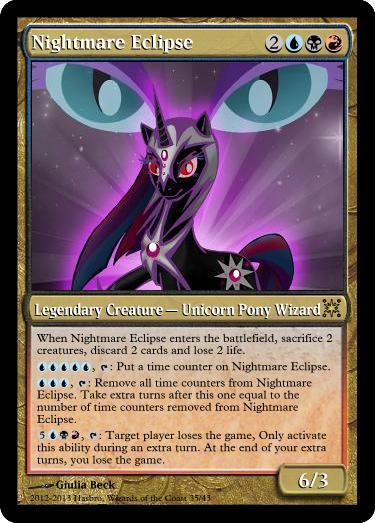 Nightmare Eclipse 2
Legendary Creature — Unicorn Pony Wizard
When Nightmare Eclipse enters the battlefield, sacrifice 2
creatures, discard 2 cards and lose 2 life.
, : Put a time counter on Nightmare Eclipse.
, : Remove all time counters from Nightmare
Eclipse. Take extra turns after this one equal to the
number of time counters removed from Nightmare
Eclipse.
5 , : Target player loses the game, Only activate
this ability during an extra turn. At the end of your
extra turns, you lose the game.
6/3
Giulia Beck
2012-2013 Hasbro, Wizards of the Coast 35/43